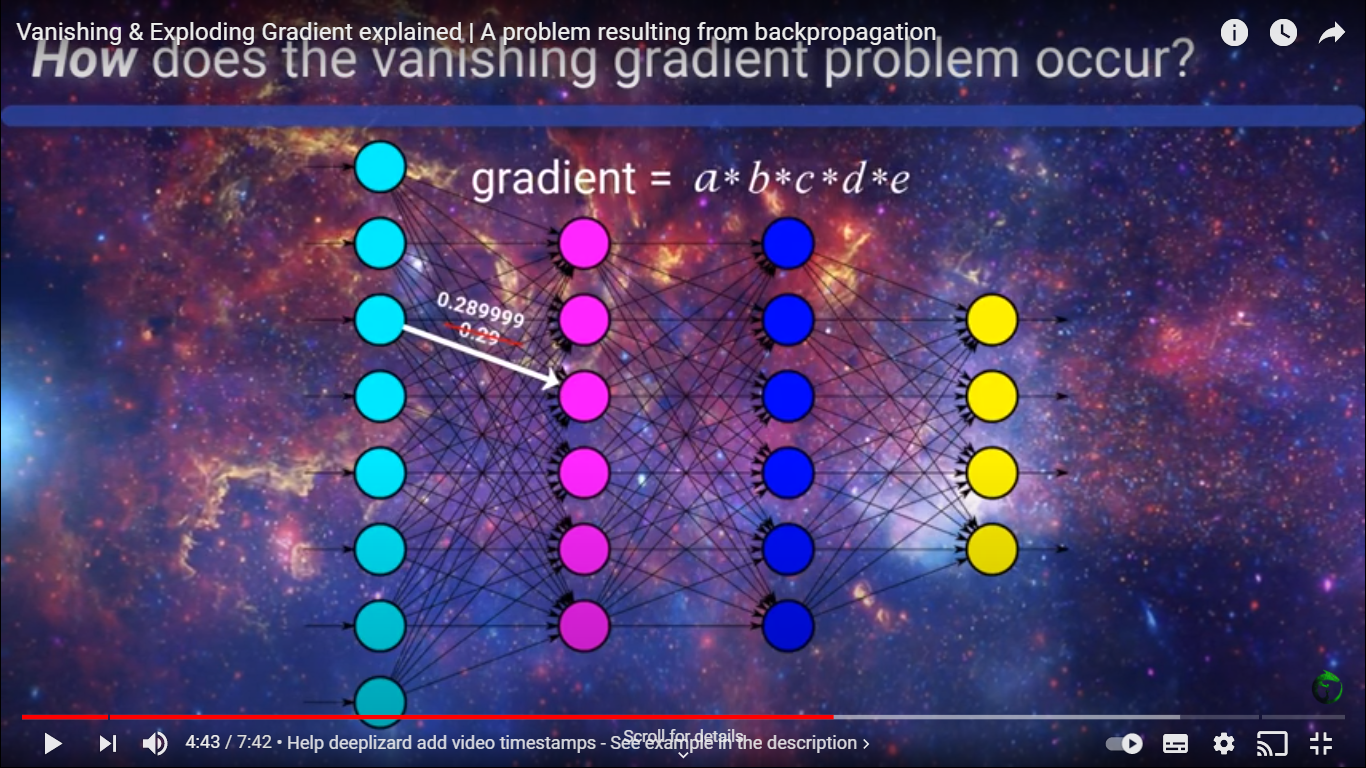 Vanishing & Exploding Gradient explained | A problem resulting from backpropagation
How does the vanishing gradient problem occur?
gradient = a*b*c*d*e
0.289999
0.29
Scroll for details
4:43 / 7:42 • Help deeplizard add video timestamps - See example in the description ›